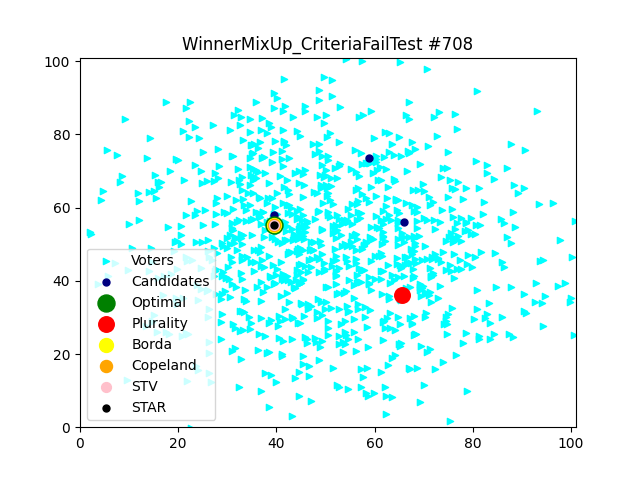 WinnerMixUp_CriteriaFailTest #708
100
80
60
40
20
0
Voters
Candidates
Optimal
Plurality
Borda
Copeland
STV
STAR
0 20 40 60 80 100